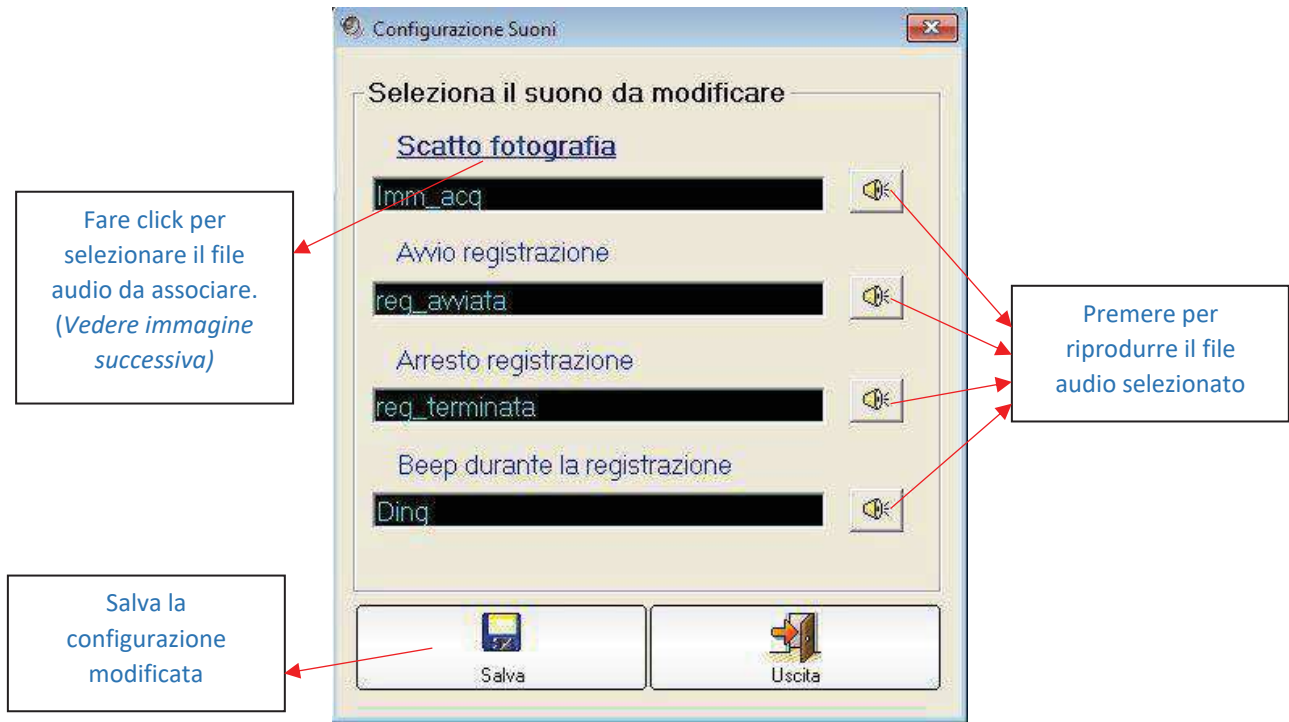 Configurazione Suoni
Seleziona il suono da modificare
Scatto fotografia
Imm_acq
Avvio registrazione
reg_avviata
Arresto registrazione
reg_terminata
Beep durante la registrazione
Ding
Salva
Uscita
Fare click per
selezionare il file
audio da associare.
(Vedere immagine
successiva)
Premere per
riprodurre il file
audio selezionato
Salva la
configurazione
modificata